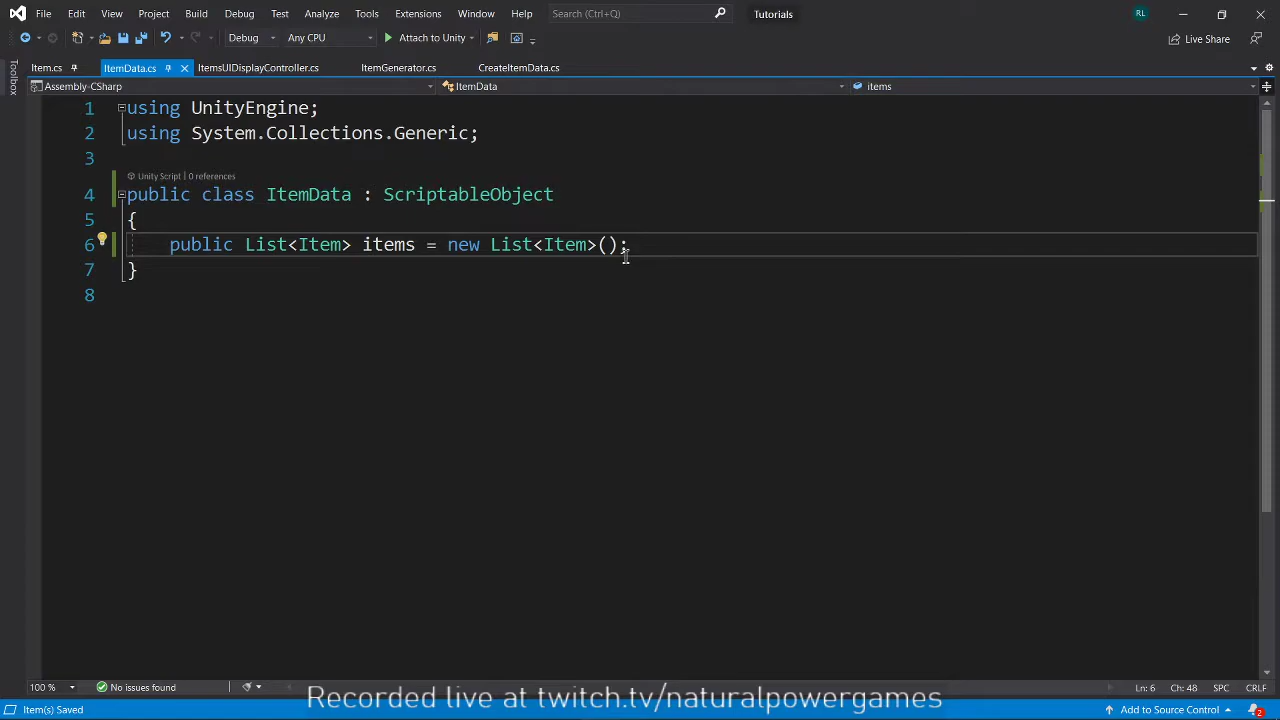 File Edit View Project Build Debug Test Analyze Tools Extensions Window Help Search (Ctrl+Q) Tutorials RL
Debug Any CPU Attach to Unity Live Share
Item.cs ItemData.cs ItemsUIDisplayController.cs ItemGenerator.cs CreateItemData.cs
Toolbox
Assembly-CSharp ItemData items
1 using UnityEngine;
2 using System.Collections.Generic;
3
Unity Script | 0 references
4 public class ItemData : ScriptableObject
5 {
6 public List<Item> items = new List<Item>();
7 }
8
100 % No issues found Ln: 6 Ch: 48 SPC CRLF
Recorded live at twitch.tv/naturalpowergames
Item(s) Saved Add to Source Control 2